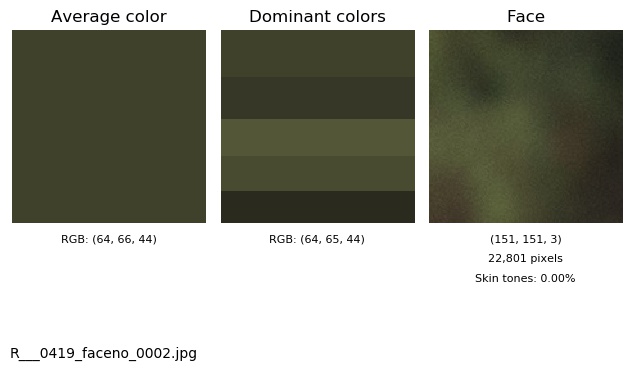 Average color
Dominant colors
Face
RGB: (64, 66, 44)
RGB: (64, 65, 44)
(151, 151, 3)
22,801 pixels
Skin tones: 0.00%
R___0419_faceno_0002.jpg